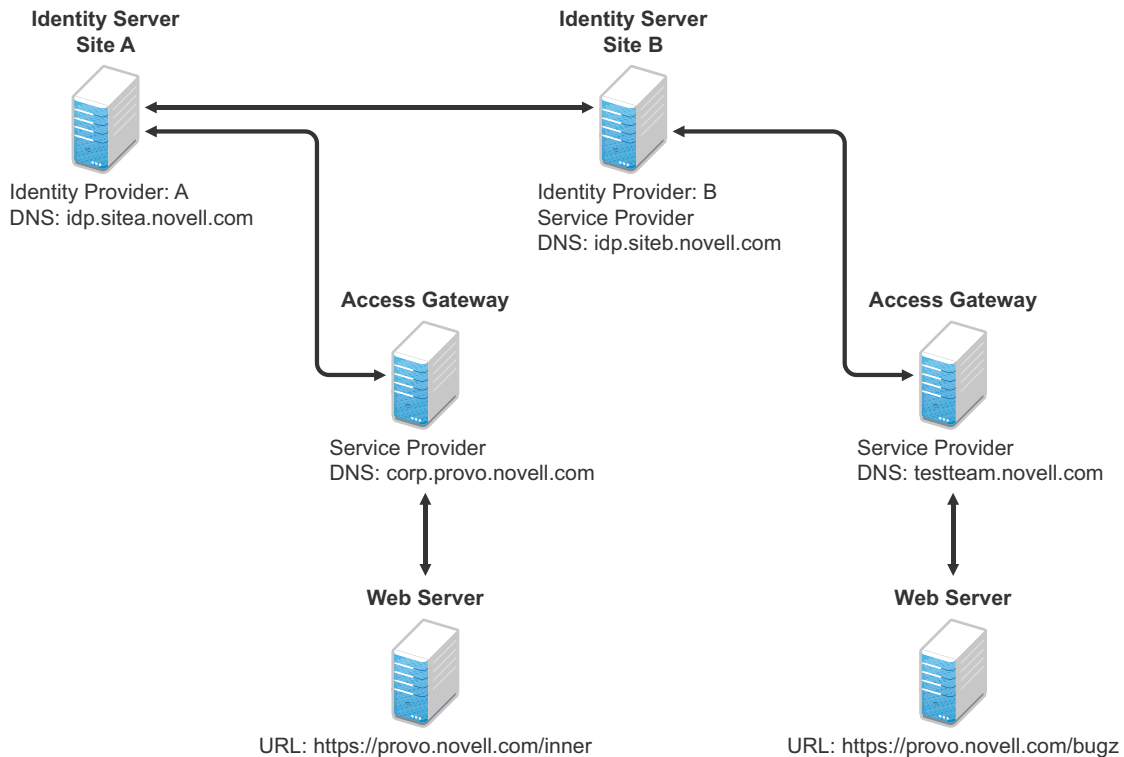 Identity Server
Site A
Identity Server
Site B
Identity Provider: A
DNS: idp.sitea.novell.com
Identity Provider: B
Service Provider
DNS: idp.siteb.novell.com
Access Gateway
Access Gateway
Service Provider
DNS: corp.provo.novell.com
Service Provider
DNS: testteam.novell.com
Web Server
Web Server
URL: https://provo.novell.com/inner
URL: https://provo.novell.com/bugz